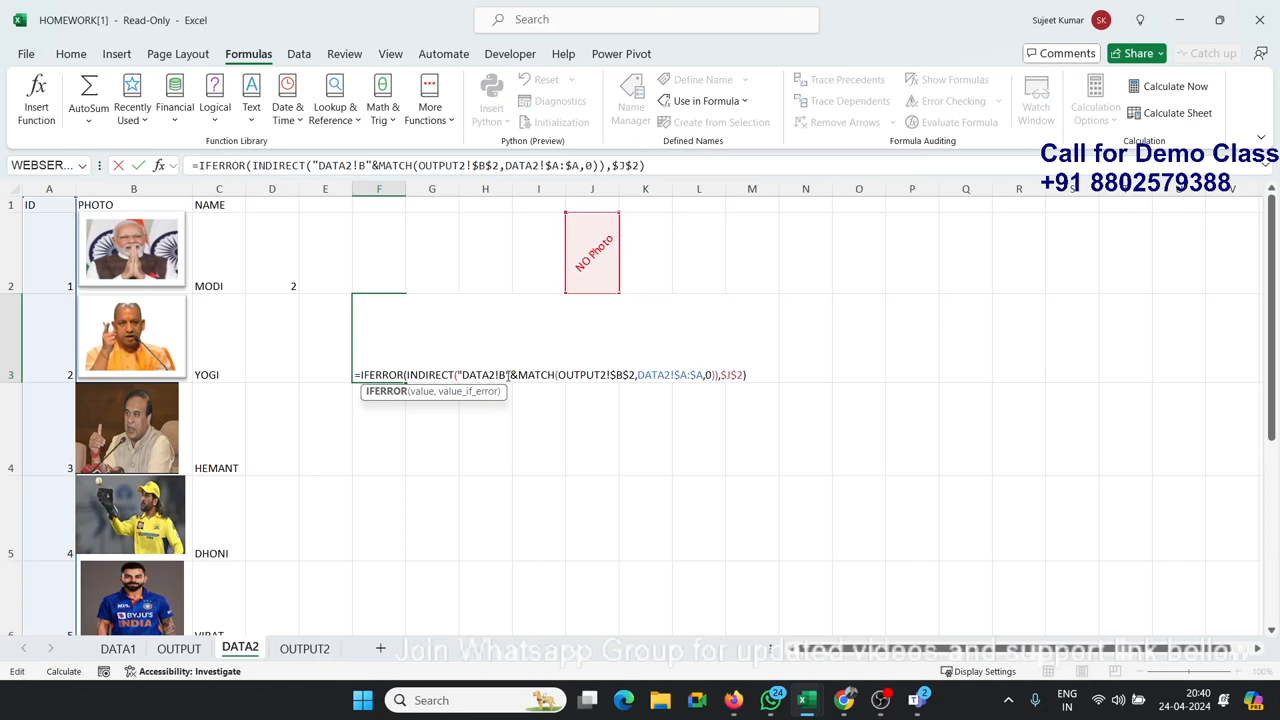 HOMEWORK[1] - Read-Only - Excel
Search
Sujeet Kumar SK
File Home Insert Page Layout Formulas Data Review View Automate Developer Help Power Pivot
Comments Share Catch up
Insert Function
AutoSum
Recently Used
Financial
Logical
Text
Date & Time
Lookup & Reference
Math & Trig
More Functions
Function Library
Insert Python
Reset
Diagnostics
Initialization
Python (Preview)
Name Manager
Define Name
Use in Formula
Create from Selection
Defined Names
Trace Precedents
Trace Dependents
Remove Arrows
Show Formulas
Error Checking
Evaluate Formula
Formula Auditing
Watch Window
Calculation Options
Calculate Now
Calculate Sheet
Calculation
Call for Demo Class
+91 8802579388
WEBSER... fx =IFERROR(INDIRECT("DATA2!B"&MATCH(OUTPUT2!$B$2,DATA2!$A:$A,0)),$J$2)
A B C D E F G H I J K L M N O P Q R S
1 ID PHOTO NAME
NO Photo
2 1 MODI 2
3 2 YOGI =IFERROR(INDIRECT("DATA2!B"&MATCH(OUTPUT2!$B$2,DATA2!$A:$A,0)),$J$2)
IFERROR(value, value_if_error)
4 3 HEMANT
5 4 DHONI
BYJU'S
INDIA
5 VIRAT
DATA1 OUTPUT DATA2 OUTPUT2
Join Whatsapp Group for updated videos and support link bellow
Edit Calculate Accessibility: Investigate Display Settings 100%
Search
24
2
ENG
IN
20:40
24-04-2024